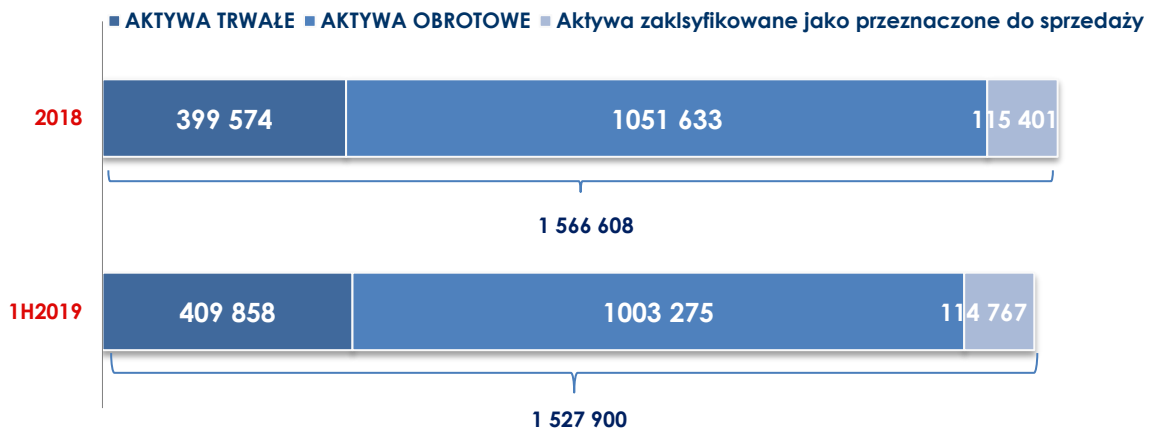 AKTYWA TRWAŁE AKTYWA OBROTOWE Aktywa zaklsyfikowane jako przeznaczone do sprzedaży
2018
399 574
1051 633
115 401
1 566 608
1H2019
409 858
1003 275
114 767
1 527 900